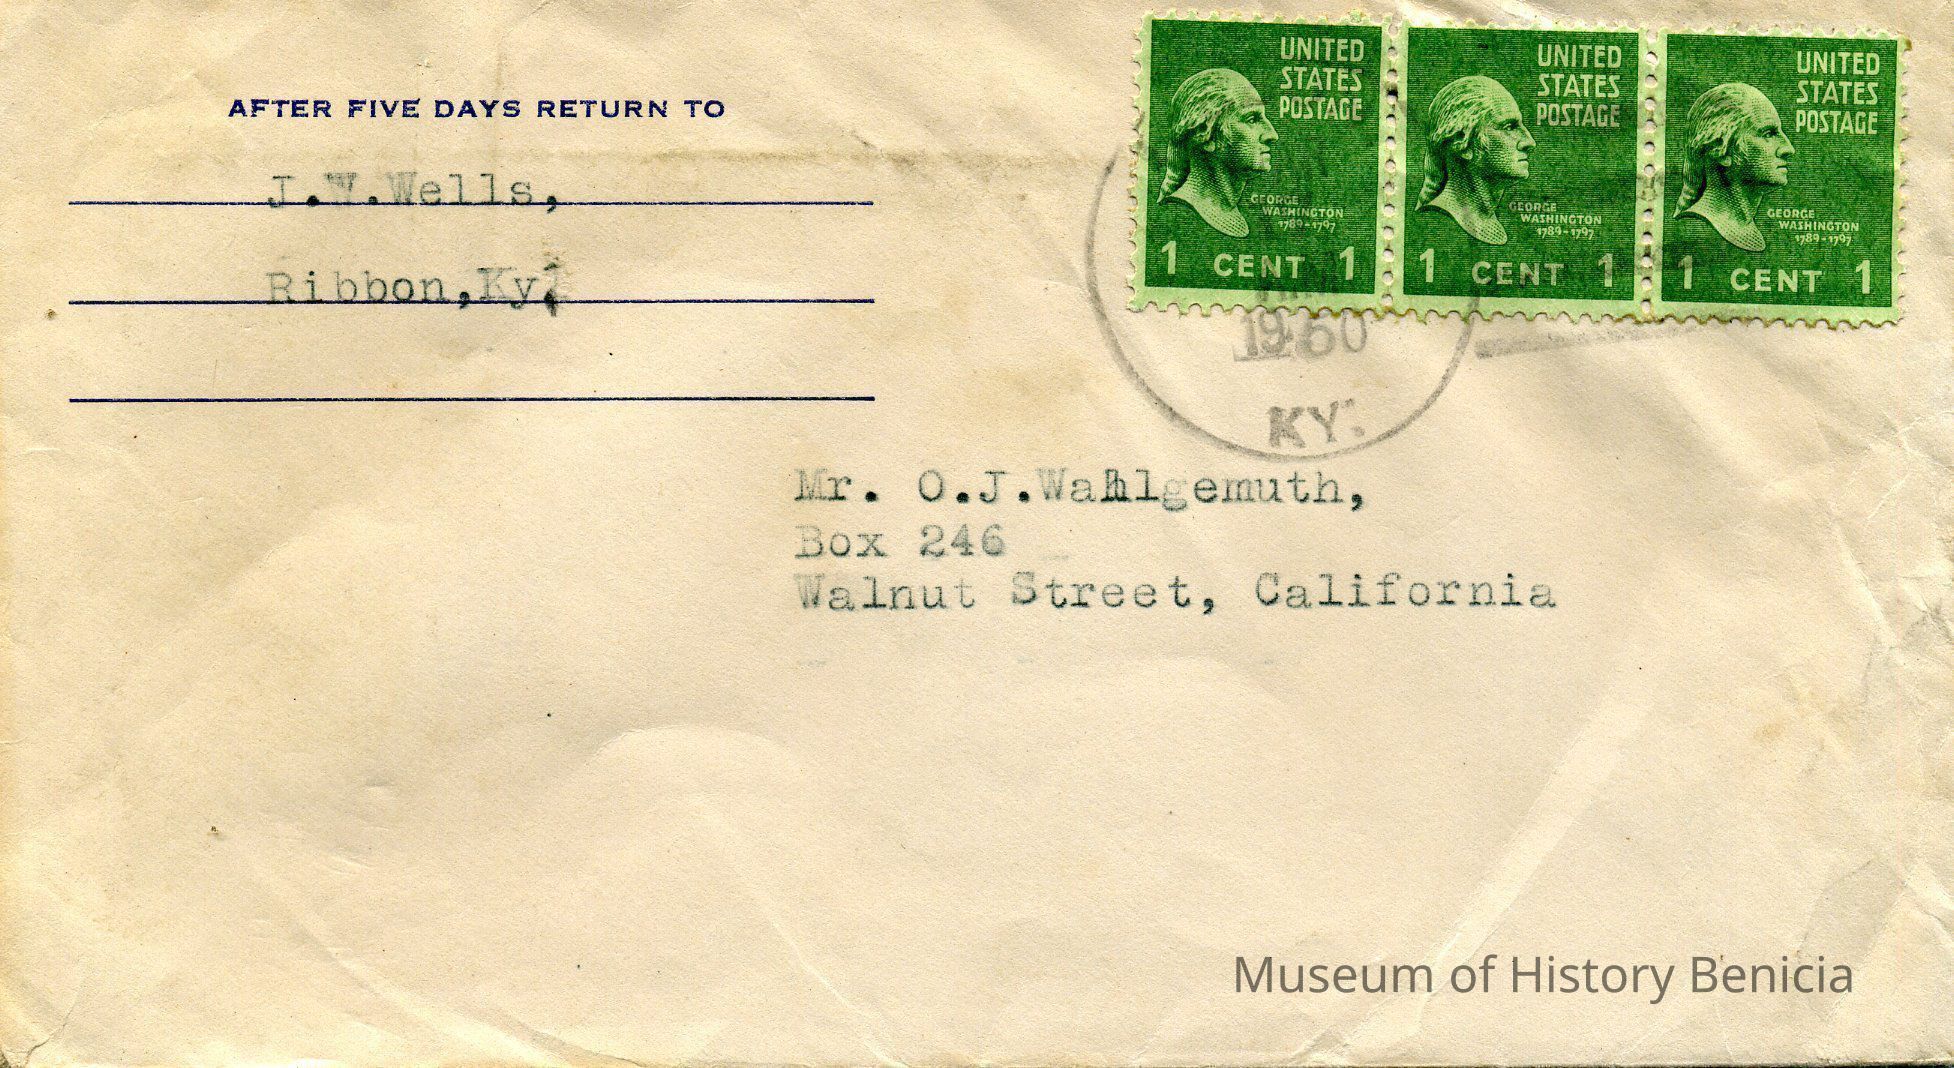 AFTER FIVE DAYS RETURN TO
J.W.Wells,
Ribbon,Ky.
UNITED
STATES
POSTAGE
GEORGE
WASHINGTON
1789-1797
1 CENT 1
UNITED
STATES
POSTAGE
GEORGE
WASHINGTON
1789-1797
1 CENT 1
UNITED
STATES
POSTAGE
GEORGE
WASHINGTON
1789-1797
1 CENT 1
1950
KY.
Mr. O.J.Wahlgemuth,
Box 246
Walnut Street, California
Museum of History Benicia